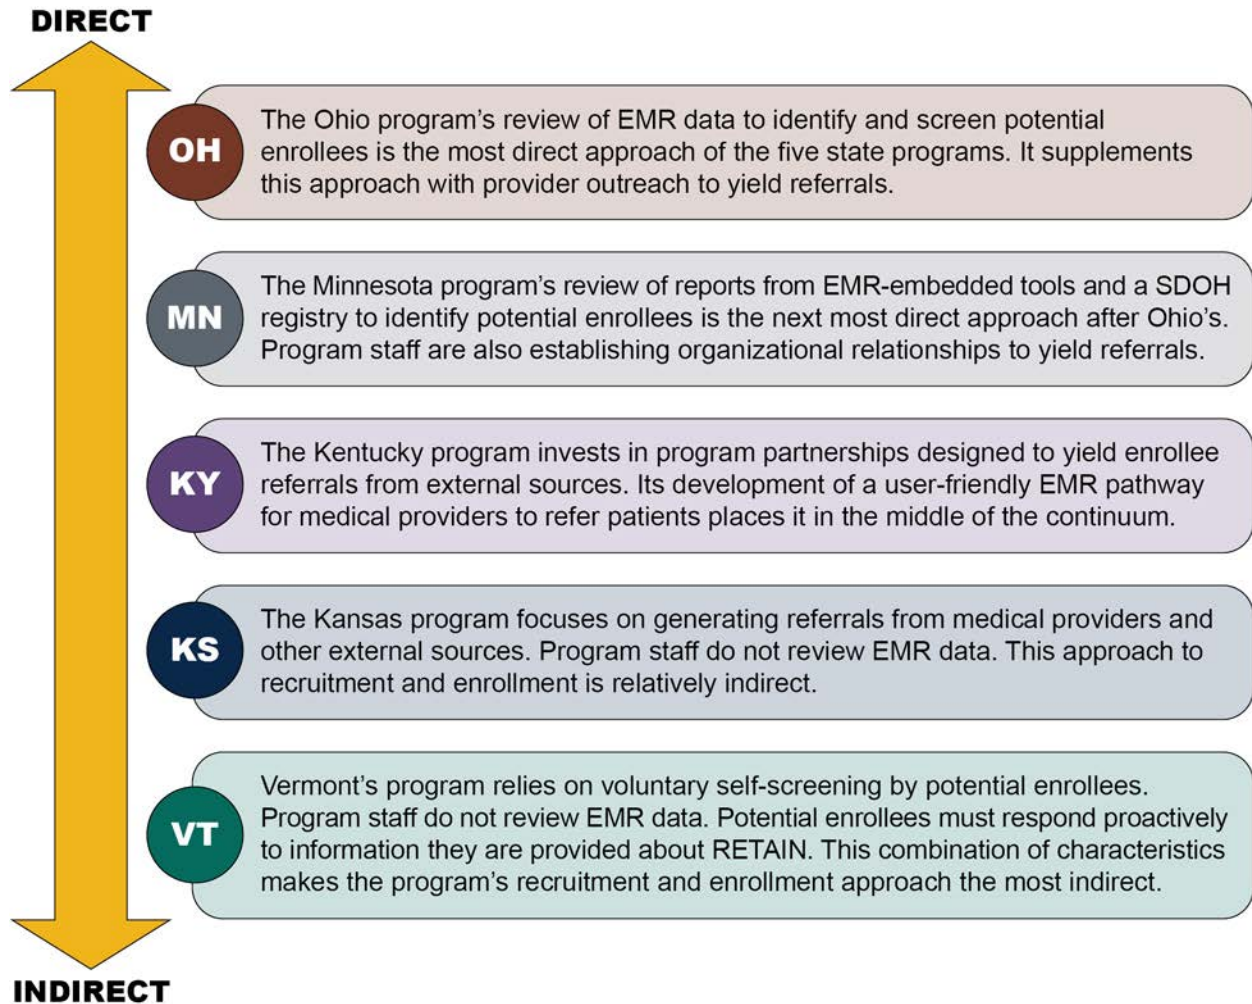 DIRECT
OH
The Ohio program's review of EMR data to identify and screen potential
enrollees is the most direct approach of the five state programs. It supplements
this approach with provider outreach to yield referrals.
MN
The Minnesota program's review of reports from EMR-embedded tools and a SDOH
registry to identify potential enrollees is the next most direct approach after Ohio's.
Program staff are also establishing organizational relationships to yield referrals.
KY
The Kentucky program invests in program partnerships designed to yield enrollee
referrals from external sources. Its development of a user-friendly EMR pathway
for medical providers to refer patients places it in the middle of the continuum.
KS
The Kansas program focuses on generating referrals from medical providers and
other external sources. Program staff do not review EMR data. This approach to
recruitment and enrollment is relatively indirect.
VT
Vermont's program relies on voluntary self-screening by potential enrollees.
Program staff do not review EMR data. Potential enrollees must respond proactively
to information they are provided about RETAIN. This combination of characteristics
makes the program's recruitment and enrollment approach the most indirect.
INDIRECT